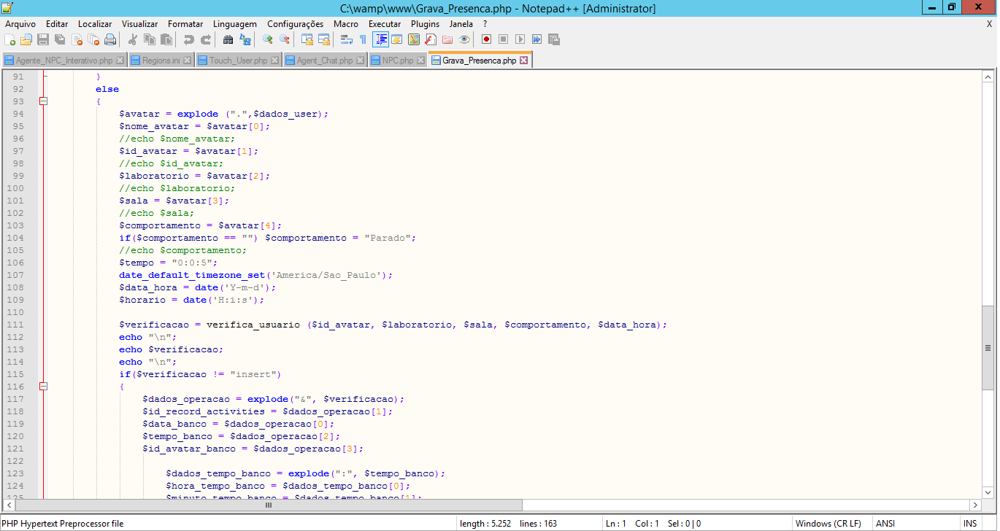 C:\wamp\www\Grava_Presenca.php - Notepad++ [Administrator]
Arquivo Editar Localizar Visualizar Formatar Linguagem Configurações Macro Executar Plugins Janela ? X
Agente_NPC_Interativo.php Regions.ini Touch_User.php Agent_Chat.php NPC.php Grava_Presenca.php
91 }
92 else
93 {
94 $avatar = explode (".",$dados_user);
95 $nome_avatar = $avatar[0];
96 //echo $nome_avatar;
97 $id_avatar = $avatar[1];
98 //echo $id_avatar;
99 $laboratorio = $avatar[2];
100 //echo $laboratorio;
101 $sala = $avatar[3];
102 //echo $sala;
103 $comportamento = $avatar[4];
104 if($comportamento == "") $comportamento = "Parado";
105 //echo $comportamento;
106 $tempo = "0:0:5";
107 date_default_timezone_set('America/Sao_Paulo');
108 $data_hora = date('Y-m-d');
109 $horario = date('H:i:s');
110
111 $verificacao = verifica_usuario ($id_avatar, $laboratorio, $sala, $comportamento, $data_hora);
112 echo "\n";
113 echo $verificacao;
114 echo "\n";
115 if($verificacao != "insert")
116 {
117 $dados_operacao = explode("&", $verificacao);
118 $id_record_activities = $dados_operacao[1];
119 $data_banco = $dados_operacao[0];
120 $tempo_banco = $dados_operacao[2];
121 $id_avatar_banco = $dados_operacao[3];
122
123 $dados_tempo_banco = explode(":", $tempo_banco);
124 $hora_tempo_banco = $dados_tempo_banco[0];
125 $minuto_tempo_banco = $dados_tempo_banco[1];
PHP Hypertext Preprocessor file length : 5.252 lines : 163 Ln : 1 Col : 1 Sel : 0 | 0 Windows (CR LF) ANSI INS